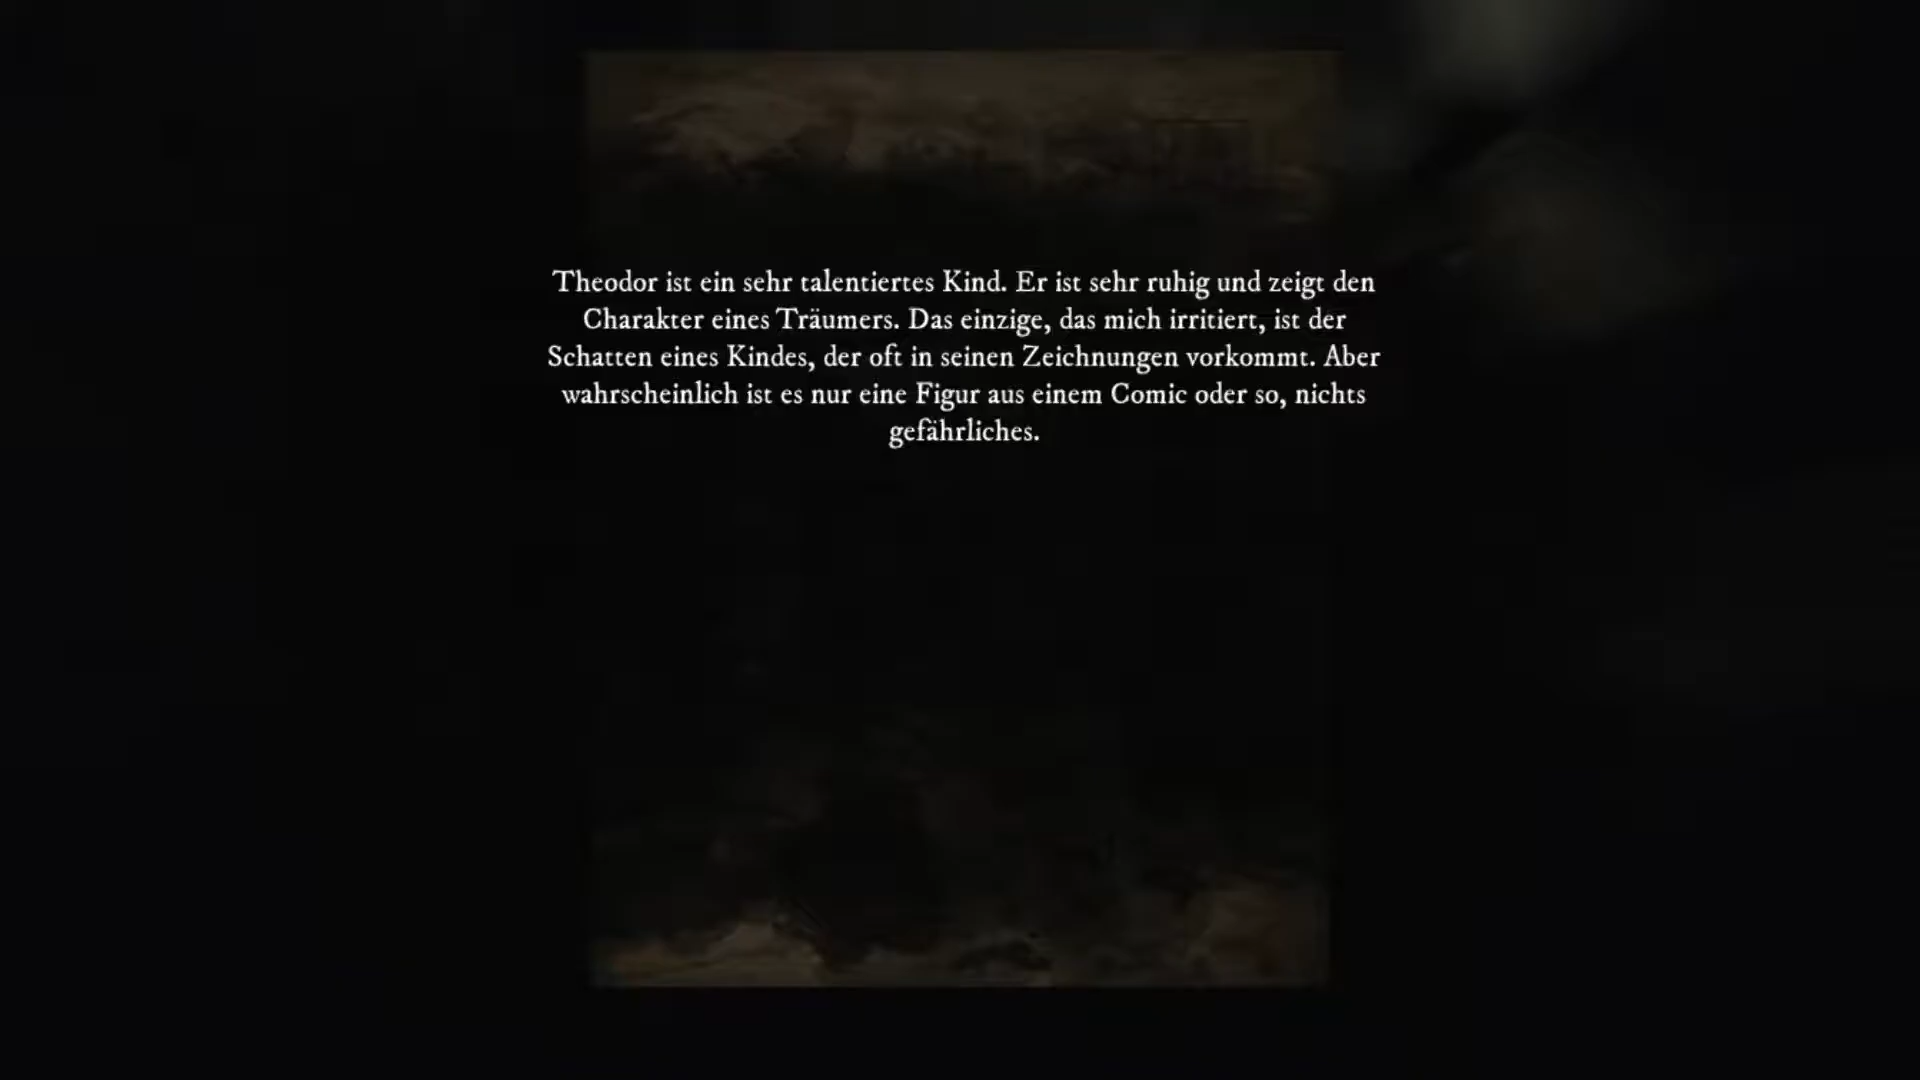 Theodor ist ein sehr talentiertes Kind. Er ist sehr ruhig und zeigt den
Charakter eines Träumers. Das einzige, das mich irritiert, ist der
Schatten eines Kindes, der oft in seinen Zeichnungen vorkommt. Aber
wahrscheinlich ist es nur eine Figur aus einem Comic oder so, nichts
gefährliches.